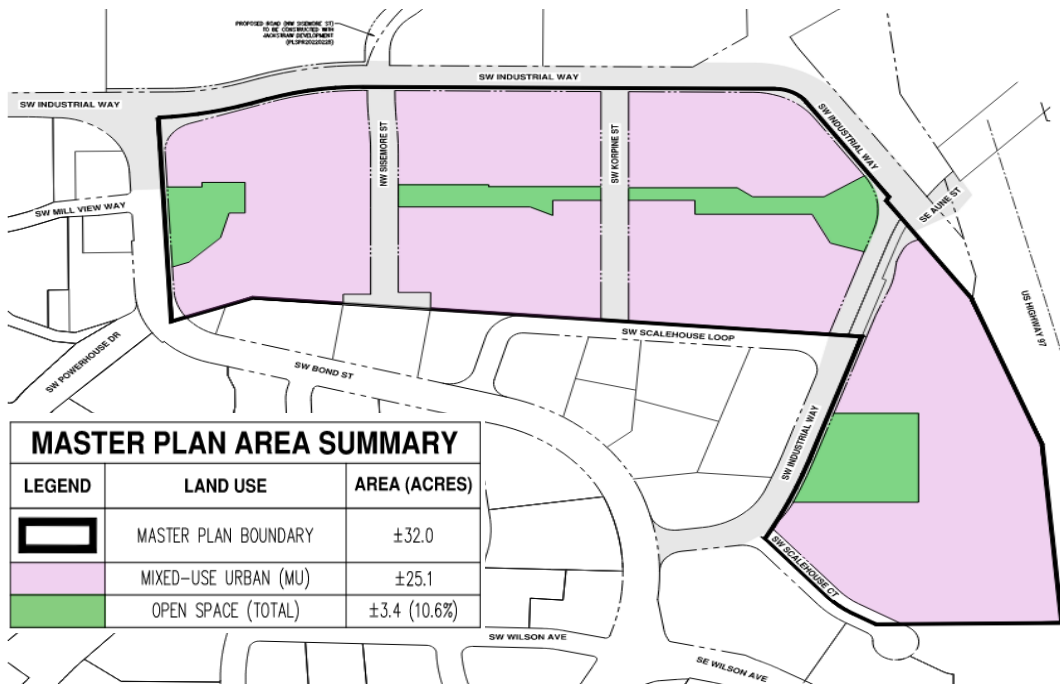 PROPOSED ROAD (NW SISEMORE ST)
TO BE CONSTRUCTED WITH
JACKSTRAW DEVELOPMENT
(PLSPR20220225)
SW INDUSTRIAL WAY
SW INDUSTRIAL WAY
SW INDUSTRIAL WAY
NW SISEMORE ST
SW KORPINE ST
SW MILL VIEW WAY
SE AUNE ST
US HIGHWAY 97
SW POWERHOUSE DR
SW SCALEHOUSE LOOP
SW BOND ST
SW INDUSTRIAL WAY
SW SCALEHOUSE CT
SW WILSON AVE
SE WILSON AVE
MASTER PLAN AREA SUMMARY
LEGEND LAND USE AREA (ACRES)
MASTER PLAN BOUNDARY ±32.0
MIXED-USE URBAN (MU) ±25.1
OPEN SPACE (TOTAL) ±3.4 (10.6%)